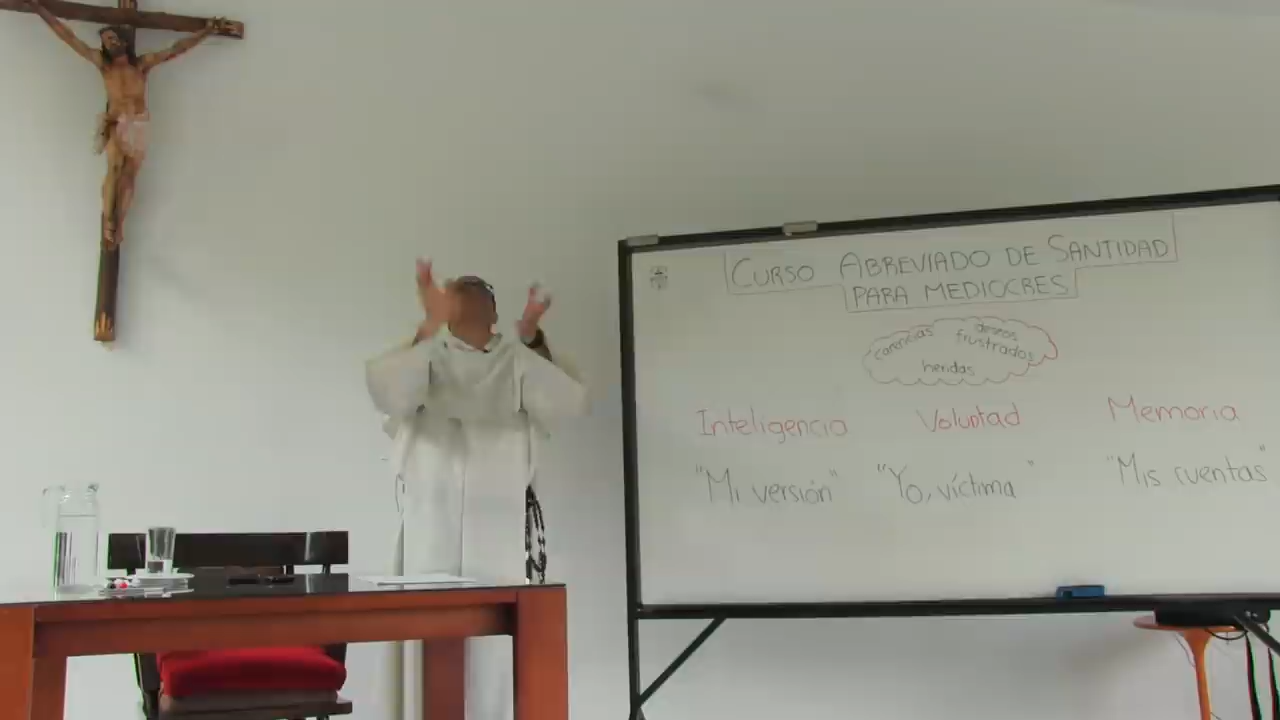 CURSO ABREVIADO DE SANTIDAD
PARA MEDIOCRES
carencias deseos frustrados
heridas
Inteligencia Voluntad Memoria
"Mi versión" "Yo, víctima" "Mis cuentas"